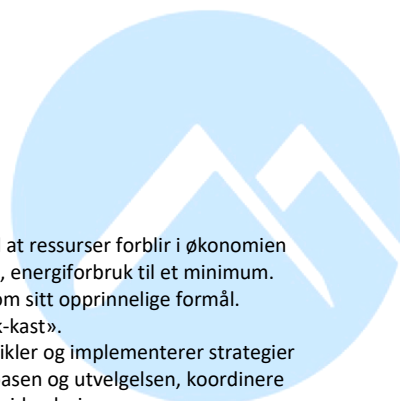 at ressurser forblir i økonomien
, energiforbruk til et minimum.
om sitt opprinnelige formål.
k-kast».
ikler og implementerer strategier
asen og utvelgelsen, koordinere